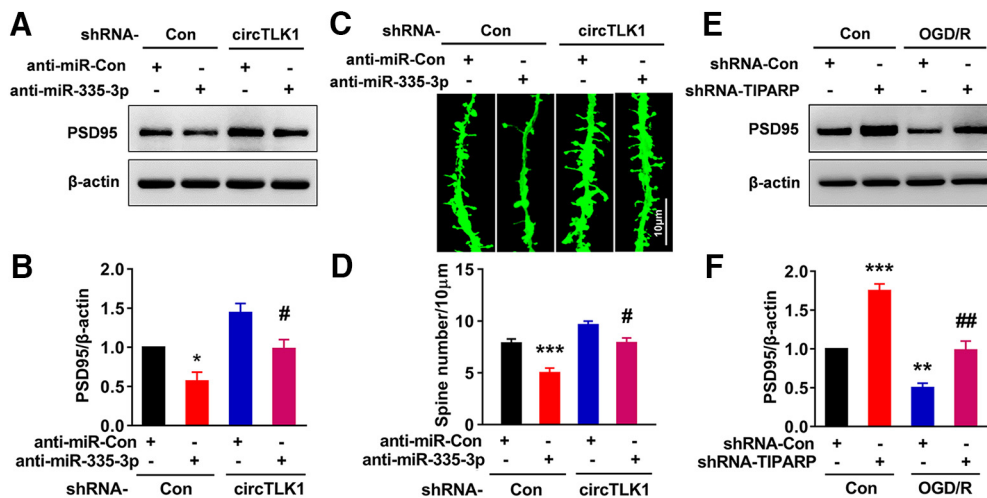 A
shRNA- Con circTLK1
anti-miR-Con + - + -
anti-miR-335-3p - + - +
PSD95
β-actin
B
PSD95/β-actin
2.0
1.5
1.0
0.5
0.0
*
#
anti-miR-Con + - + -
anti-miR-335-3p - + - +
shRNA- Con circTLK1
C
shRNA- Con circTLK1
anti-miR-Con + - + -
anti-miR-335-3p - + - +
10μm
D
Spine number/10μm
15
10
5
0
***
#
anti-miR-Con + - + -
anti-miR-335-3p - + - +
shRNA- Con circTLK1
E
Con OGD/R
shRNA-Con + - + -
shRNA-TIPARP - + - +
PSD95
β-actin
F
PSD95/β-actin
2.0
1.5
1.0
0.5
0.0
***
**
##
shRNA-Con + - + -
shRNA-TIPARP - + - +
Con OGD/R